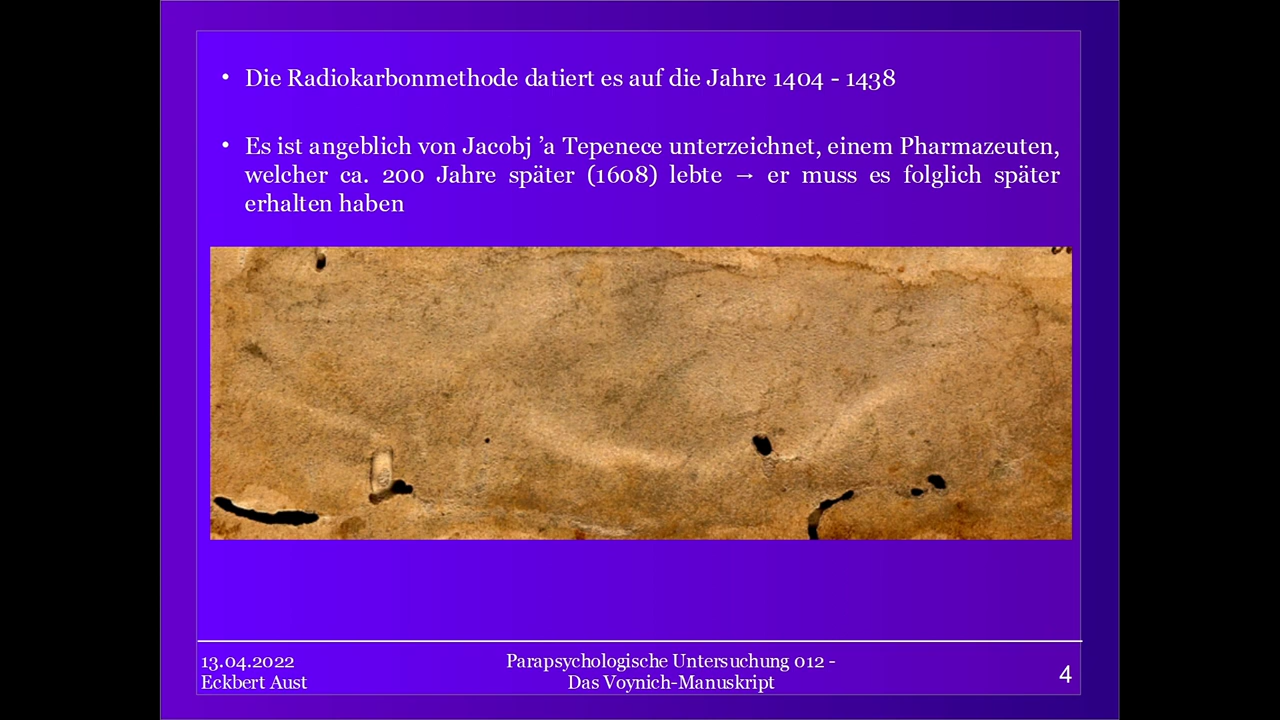 • Die Radiokarbonmethode datiert es auf die Jahre 1404 - 1438
• Es ist angeblich von Jacobj ’a Tepenece unterzeichnet, einem Pharmazeuten,
welcher ca. 200 Jahre später (1608) lebte → er muss es folglich später
erhalten haben
13.04.2022
Eckbert Aust
Parapsychologische Untersuchung 012 -
Das Voynich-Manuskript
4